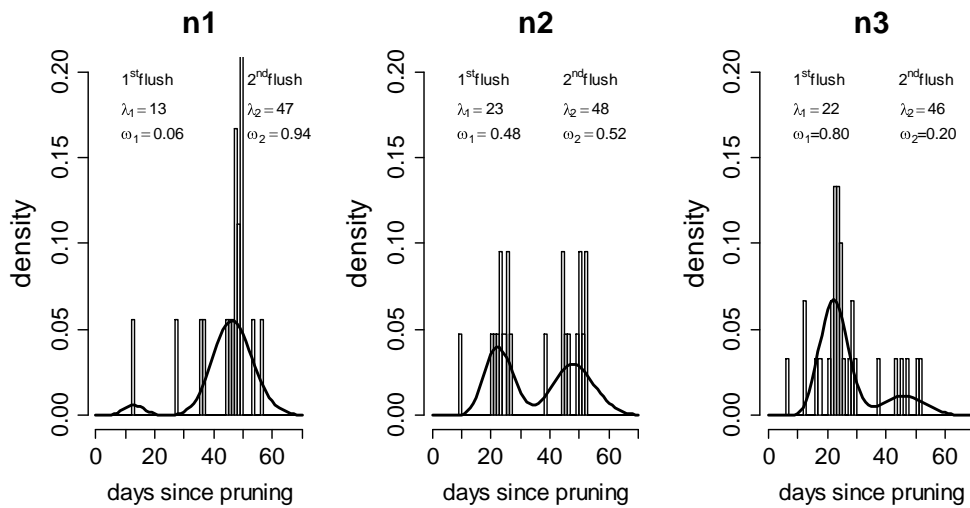 n1
1stflush 2ndflush
λ1 = 13 λ2 = 47
ω1 = 0.06 ω2 = 0.94
density
0.20
0.15
0.10
0.05
0.00
0 20 40 60
days since pruning
n2
1stflush 2ndflush
λ1 = 23 λ2 = 48
ω1 = 0.48 ω2 = 0.52
density
0.20
0.15
0.10
0.05
0.00
0 20 40 60
days since pruning
n3
1stflush 2ndflush
λ1 = 22 λ2 = 46
ω1=0.80 ω2=0.20
density
0.20
0.15
0.10
0.05
0.00
0 20 40 60
days since pruning